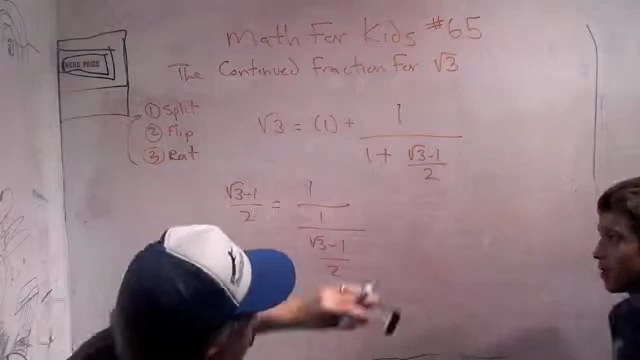 Math For Kids #65
The Continued Fraction For √3
NERD PRIZE
① Split
② Flip
③ Rat
√3 = (1) + 1
1 + √3-1
2
√3-1 = 1
2 1
√3-1
2